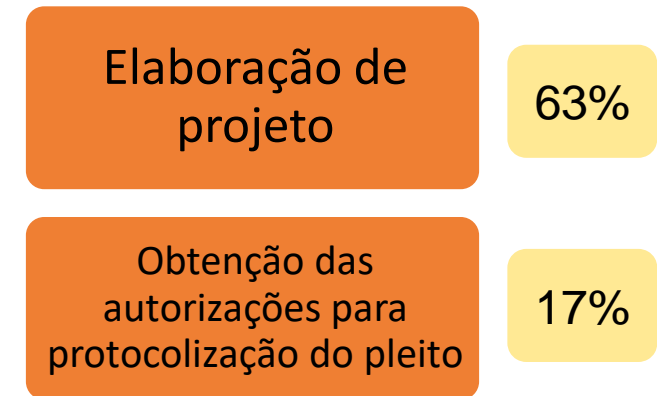 Elaboração de
projeto
63%
Obtenção das
autorizações para
protocolização do pleito
17%